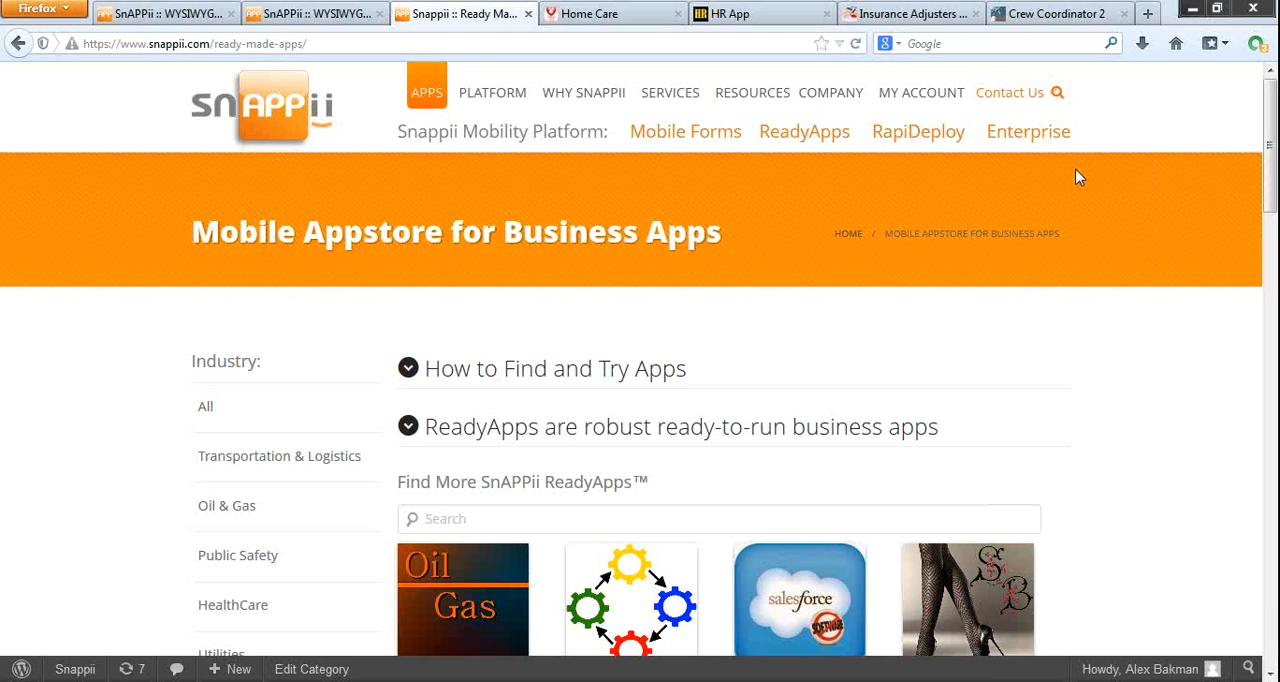 Firefox
SnAPPii :: WYSIWYG...
SnAPPii :: WYSIWYG...
Snappii :: Ready Ma...
Home Care
HR HR App
Insurance Adjusters ...
Crew Coordinator 2
https://www.snappii.com/ready-made-apps/
Google
snAPPii
APPS PLATFORM WHY SNAPPII SERVICES RESOURCES COMPANY MY ACCOUNT Contact Us
Snappii Mobility Platform: Mobile Forms ReadyApps RapiDeploy Enterprise
Mobile Appstore for Business Apps
HOME / MOBILE APPSTORE FOR BUSINESS APPS
Industry:
All
Transportation & Logistics
Oil & Gas
Public Safety
HealthCare
Utilities
How to Find and Try Apps
ReadyApps are robust ready-to-run business apps
Find More SnAPPii ReadyApps™
Search
Oil
Gas
salesforce
SOFTWARE
S
B
Snappii 7 + New Edit Category Howdy, Alex Bakman